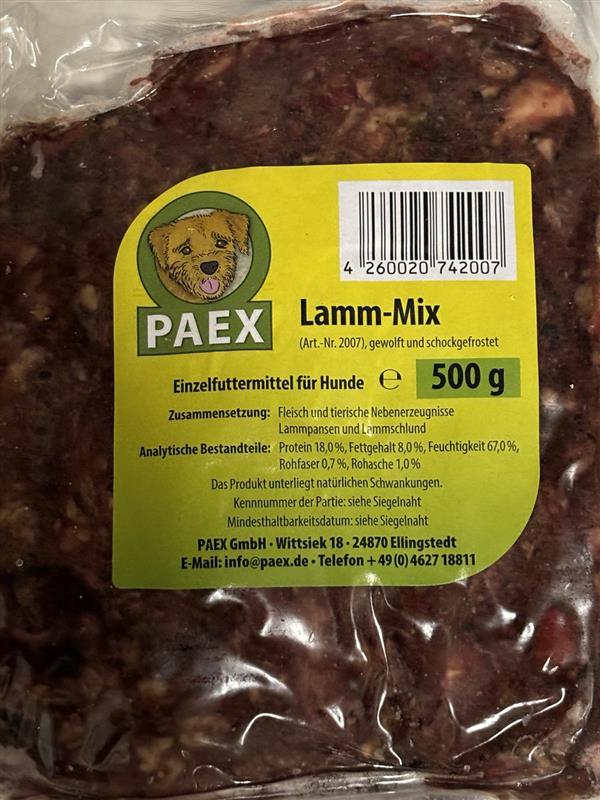 4 260020 742007
PAEX
Lamm-Mix
(Art.-Nr. 2007), gewolft und schockgefrostet
Einzelfuttermittel für Hunde ℮ 500 g
Zusammensetzung: Fleisch und tierische Nebenerzeugnisse
Lammpansen und Lammschlund
Analytische Bestandteile: Protein 18,0 %, Fettgehalt 8,0 %, Feuchtigkeit 67,0 %,
Rohfaser 0,7 %, Rohasche 1,0 %
Das Produkt unterliegt natürlichen Schwankungen.
Kennnummer der Partie: siehe Siegelnaht
Mindesthaltbarkeitsdatum: siehe Siegelnaht
PAEX GmbH · Wittsiek 18 · 24870 Ellingstedt
E-Mail: info@paex.de · Telefon + 49 (0) 4627 18811